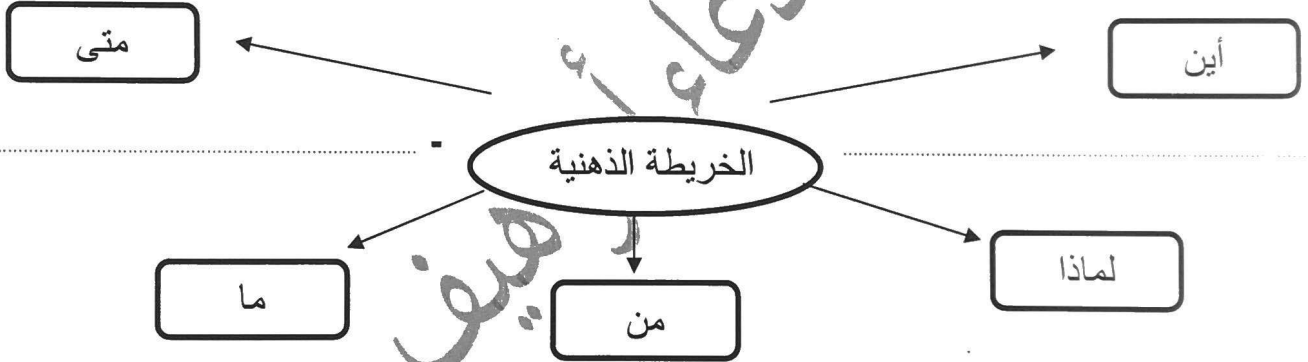 أين
متى
الخريطة الذهنية
لماذا
من
ما